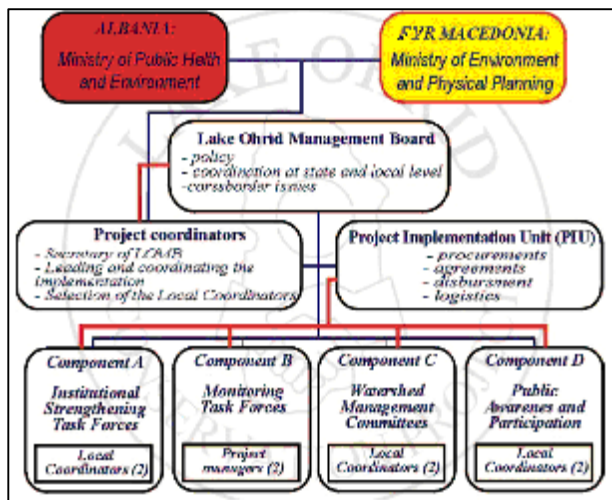 ALBANIA:
Ministry of Public Helth
and Environment
FYR MACEDONIA:
Ministry of Environment
and Physical Planning
Lake Ohrid Management Board
- policy
- coordination at state and local level
-corssborder issues
Project coordinators
- Secretary of LOMB
- Leading and coordinating the
implementation
- Selection of the Local Coordinators
Project Implementation Unit (PIU)
- procurements
- agreements
- disbursment
- logistics
Component A
Institutional
Strengthening
Task Forces
Local
Coordinators (2)
Component B
Monitoring
Task Forces
Project
managers (2)
Component C
Watershed
Management
Committees
Local
Coordinators (2)
Component D
Public
Awarenes and
Participation
Local
Coordinators (2)
LAKE OHRID